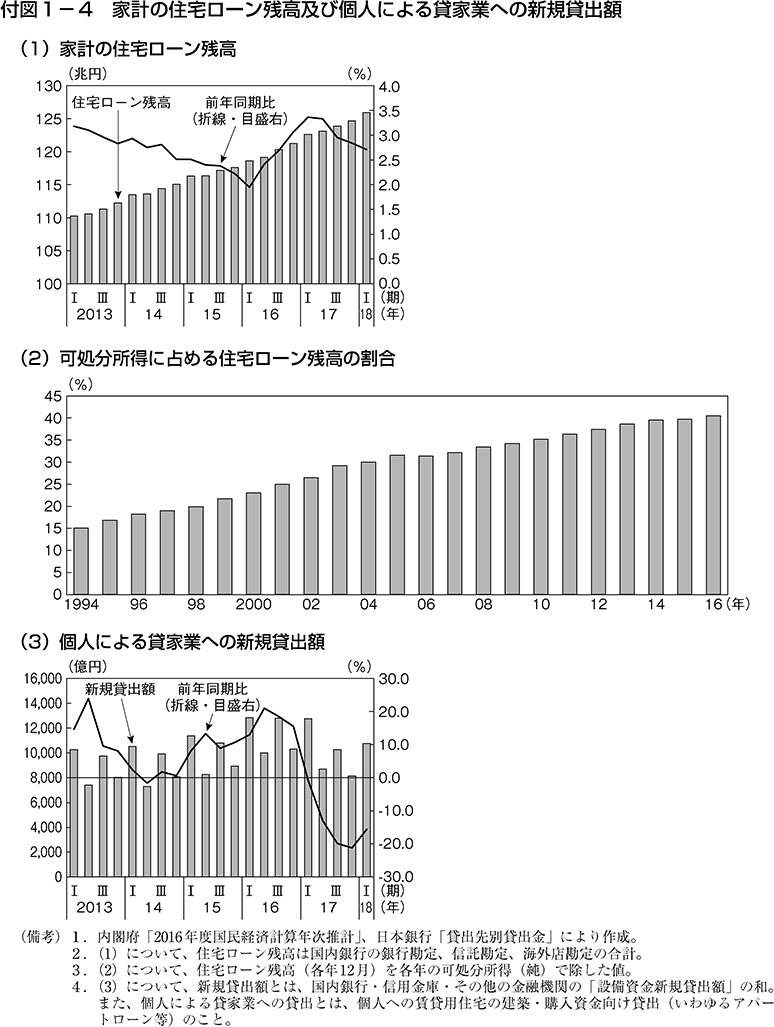 付図１－４ 家計の住宅ローン残高及び個人による貸家業への新規貸出額
（1）家計の住宅ローン残高
（兆円）
（％）
130
125
120
115
110
105
100
住宅ローン残高
前年同期比
（折線・目盛右）
4.0
3.5
3.0
2.5
2.0
1.5
1.0
0.5
0.0
Ⅰ Ⅲ Ⅰ Ⅲ Ⅰ Ⅲ Ⅰ Ⅲ Ⅰ Ⅲ Ⅰ（期）
2013 14 15 16 17 18（年）
（2）可処分所得に占める住宅ローン残高の割合
（％）
45
40
35
30
25
20
15
10
5
0
1994 96 98 2000 02 04 06 08 10 12 14 16（年）
（3）個人による貸家業への新規貸出額
（億円）
（％）
16,000
14,000
12,000
10,000
8,000
6,000
4,000
2,000
0
新規貸出額
前年同期比
（折線・目盛右）
30.0
20.0
10.0
0.0
-10.0
-20.0
-30.0
Ⅰ Ⅲ Ⅰ Ⅲ Ⅰ Ⅲ Ⅰ Ⅲ Ⅰ Ⅲ Ⅰ（期）
2013 14 15 16 17 18（年）
（備考）１．内閣府「2016年度国民経済計算年次推計」、日本銀行「貸出先別貸出金」により作成。
２．（1）について、住宅ローン残高は国内銀行の銀行勘定、信託勘定、海外店勘定の合計。
３．（2）について、住宅ローン残高（各年12月）を各年の可処分所得（純）で除した値。
４．（3）について、新規貸出額とは、国内銀行・信用金庫・その他の金融機関の「設備資金新規貸出額」の和。
また、個人による貸家業への貸出とは、個人への賃貸用住宅の建築・購入資金向け貸出（いわゆるアパー
トローン等）のこと。